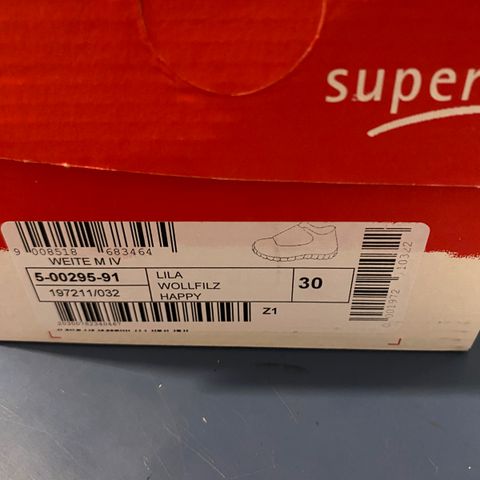 super
9 008518 683464
WEITE M IV
5-00295-91
LILA
30
197211/032
WOLLFILZ
HAPPY
Z1